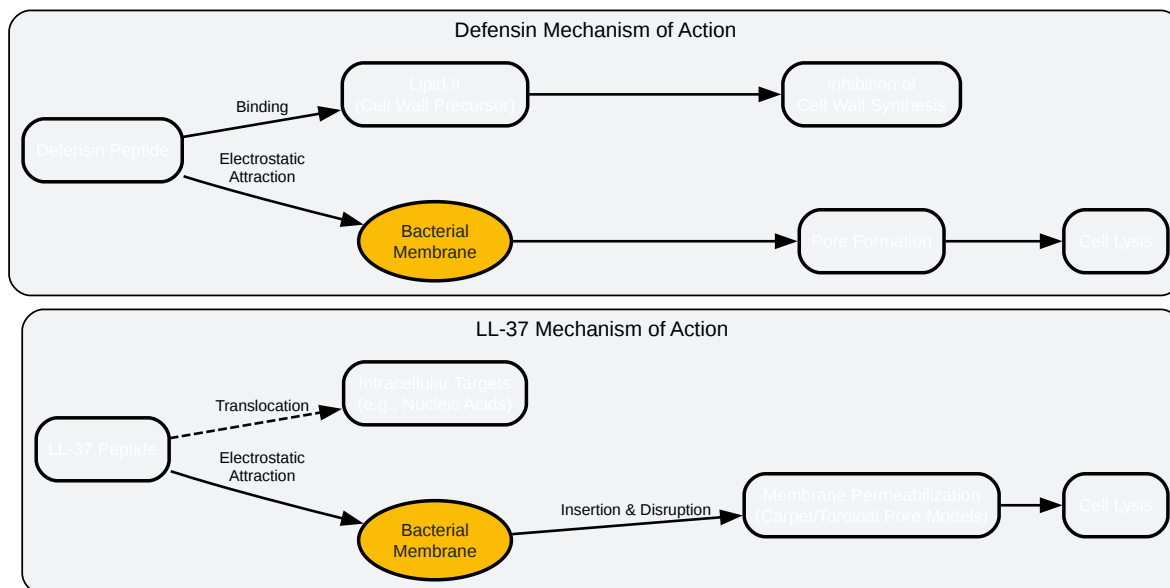 Defensin Mechanism of Action
Lipid II
(Cell Wall Precursor)
Inhibition of
Cell Wall Synthesis
Binding
Defensin Peptide
Electrostatic
Attraction
Bacterial
Membrane
Pore Formation
Cell Lysis
LL-37 Mechanism of Action
Intracellular Targets
(e.g., Nucleic Acids)
Translocation
LL-37 Peptide
Electrostatic
Attraction
Bacterial
Membrane
Insertion & Disruption
Membrane Permeabilization
(Carpet/Toroidal Pore Models)
Cell Lysis